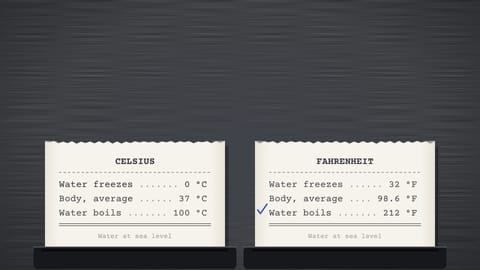 CELSIUS
Water freezes ....... 0 °C
Body, average ...... 37 °C
Water boils ....... 100 °C
Water at sea level
FAHRENHEIT
Water freezes ..... 32 °F
Body, average .... 98.6 °F
Water boils ...... 212 °F
Water at sea level